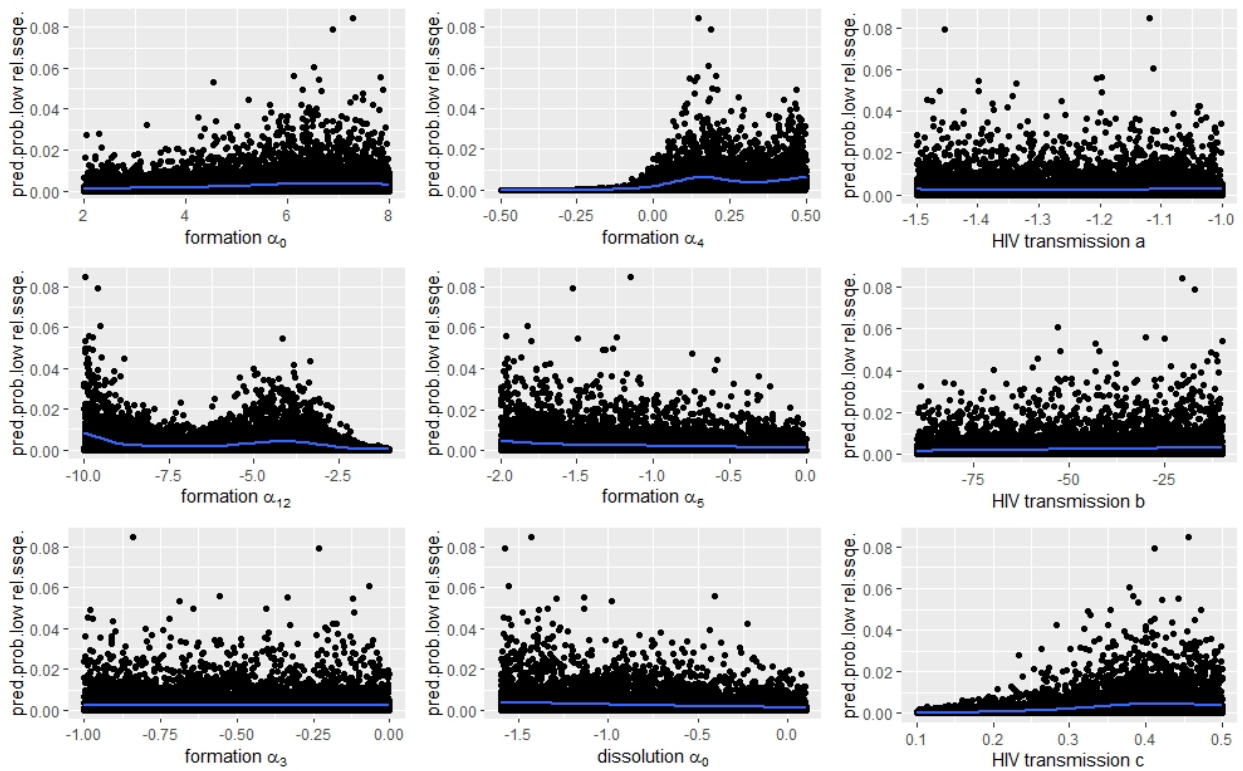 pred.prob.low rel.ssqe.
0.08
0.06
0.04
0.02
0.00
2 4 6 8
formation α0
pred.prob.low rel.ssqe.
0.08
0.06
0.04
0.02
0.00
-0.50 -0.25 0.00 0.25 0.50
formation α4
pred.prob.low rel.ssqe.
0.08
0.06
0.04
0.02
0.00
-1.5 -1.4 -1.3 -1.2 -1.1 -1.0
HIV transmission a
pred.prob.low rel.ssqe.
0.08
0.06
0.04
0.02
0.00
-10.0 -7.5 -5.0 -2.5
formation α12
pred.prob.low rel.ssqe.
0.08
0.06
0.04
0.02
0.00
-2.0 -1.5 -1.0 -0.5 0.0
formation α5
pred.prob.low rel.ssqe.
0.08
0.06
0.04
0.02
0.00
-75 -50 -25
HIV transmission b
pred.prob.low rel.ssqe.
0.08
0.06
0.04
0.02
0.00
-1.00 -0.75 -0.50 -0.25 0.00
formation α3
pred.prob.low rel.ssqe.
0.08
0.06
0.04
0.02
0.00
-1.5 -1.0 -0.5 0.0
dissolution α0
pred.prob.low rel.ssqe.
0.08
0.06
0.04
0.02
0.00
0.1 0.2 0.3 0.4 0.5
HIV transmission c